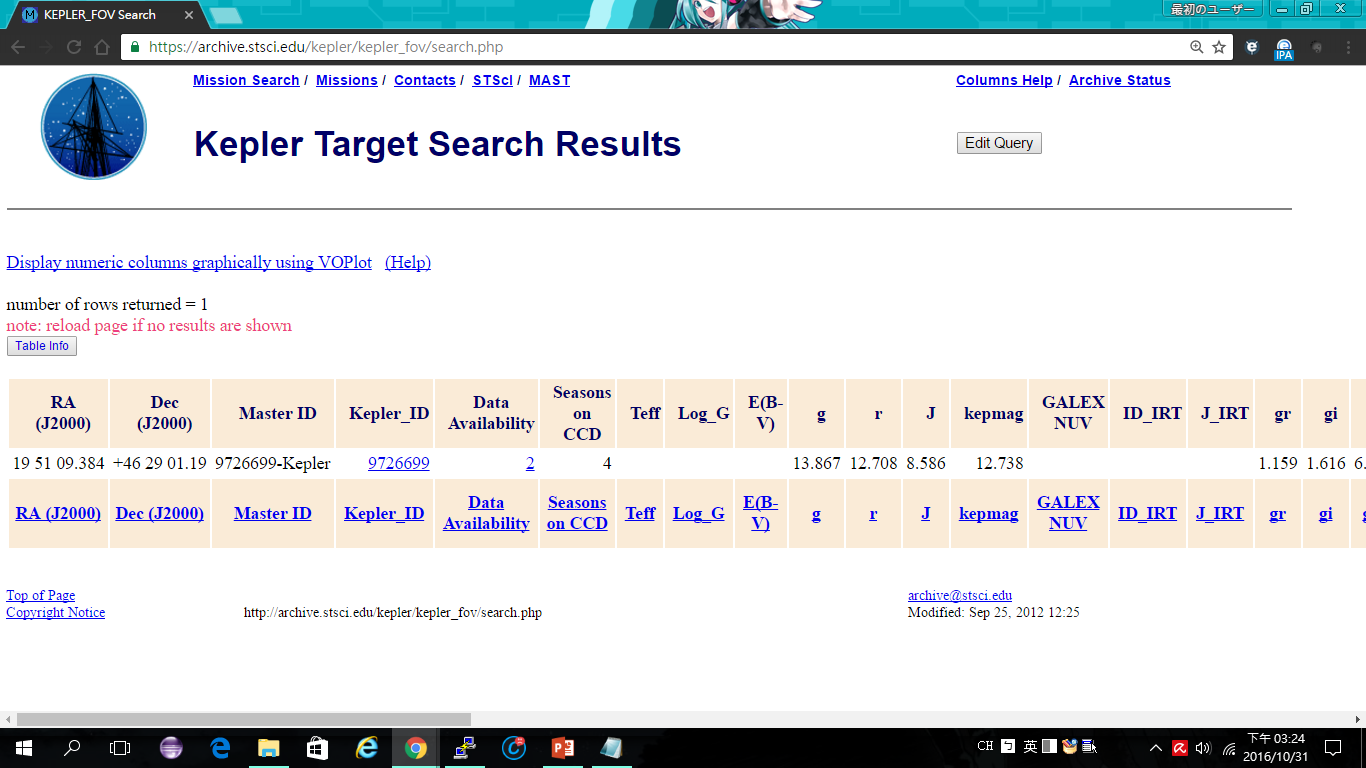 KEPLER_FOV Search
最初のユーザー
https://archive.stsci.edu/kepler/kepler_fov/search.php
IPA
Mission Search / Missions / Contacts / STScI / MAST
Columns Help / Archive Status
Kepler Target Search Results
Edit Query
Display numeric columns graphically using VOPlot (Help)
number of rows returned = 1
note: reload page if no results are shown
Table Info
RA (J2000) Dec (J2000) Master ID Kepler_ID Data Availability Seasons on CCD Teff Log_G E(B-V) g r J kepmag GALEX NUV ID_IRT J_IRT gr gi
19 51 09.384 +46 29 01.19 9726699-Kepler 9726699 2 4 13.867 12.708 8.586 12.738 1.159 1.616 6.
RA (J2000) Dec (J2000) Master ID Kepler_ID Data Availability Seasons on CCD Teff Log_G E(B-V) g r J kepmag GALEX NUV ID_IRT J_IRT gr gi
Top of Page
Copyright Notice
http://archive.stsci.edu/kepler/kepler_fov/search.php
archive@stsci.edu
Modified: Sep 25, 2012 12:25
CH
英
下午 03:24
2016/10/31